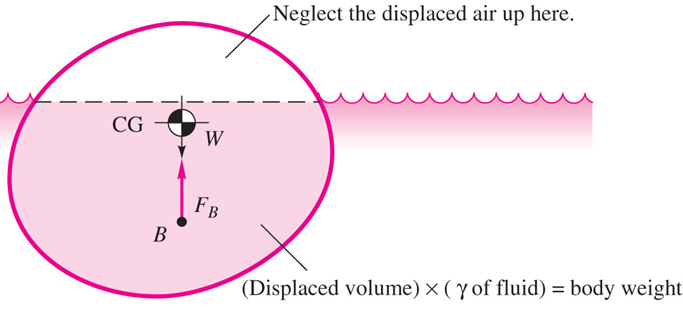 Neglect the displaced air up here.
CG
W
F_B
B
(Displaced volume) × ( γ of fluid) = body weight